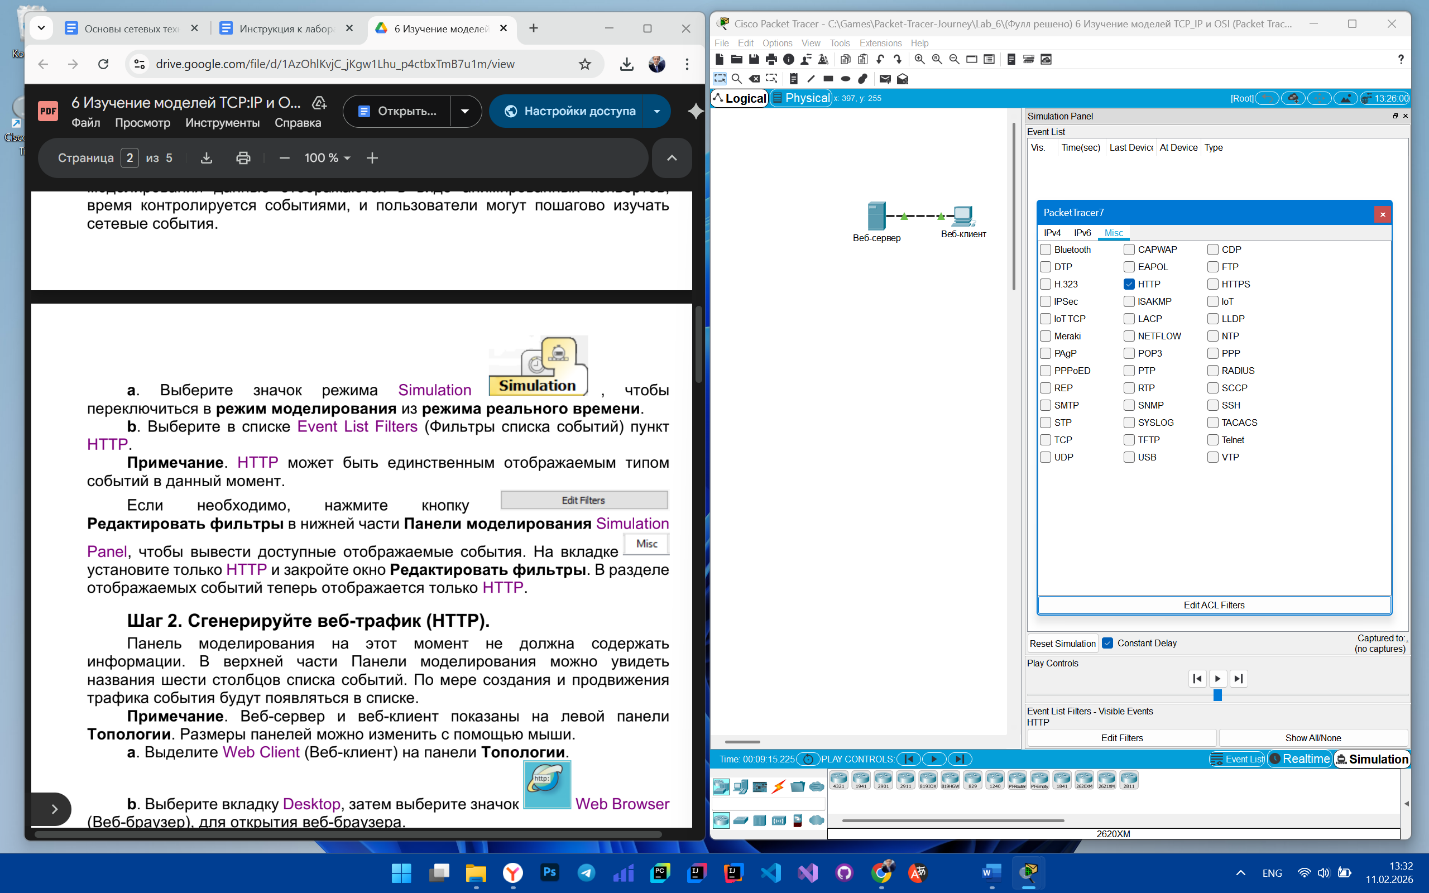 Основы сетевых тех
Инструкция к лабор
6 Изучение моделей
drive.google.com/file/d/1AzOhlKvjC_jKgw1Lhu_p4ctbxTmB7u1m/view
PDF
6 Изучение моделей TCP:IP и O...
Файл Просмотр Инструменты Справка
Открыть...
Настройки доступа
Страница 2 из 5
100 %
время контролируется событиями, и пользователи могут пошагово изучать
сетевые события.
Simulation
a. Выберите значок режима Simulation , чтобы
переключиться в режим моделирования из режима реального времени.
b. Выберите в списке Event List Filters (Фильтры списка событий) пункт
HTTP.
Примечание. HTTP может быть единственным отображаемым типом
событий в данный момент.
Если необходимо, нажмите кнопку Edit Filters
Редактировать фильтры в нижней части Панели моделирования Simulation
Panel, чтобы вывести доступные отображаемые события. На вкладке Misc
установите только HTTP и закройте окно Редактировать фильтры. В разделе
отображаемых событий теперь отображается только HTTP.
Шаг 2. Сгенерируйте веб-трафик (HTTP).
Панель моделирования на этот момент не должна содержать
информации. В верхней части Панели моделирования можно увидеть
названия шести столбцов списка событий. По мере создания и продвижения
трафика события будут появляться в списке.
Примечание. Веб-сервер и веб-клиент показаны на левой панели
Топологии. Размеры панелей можно изменить с помощью мыши.
a. Выделите Web Client (Веб-клиент) на панели Топологии.
http:
b. Выберите вкладку Desktop, затем выберите значок Web Browser
(Веб-браузер), для открытия веб-браузера.
Cisco Packet Tracer - C:\Games\Packet-Tracer-Journey\Lab_6\(Фулл решено) 6 Изучение моделей TCP_IP и OSI (Packet Trac...
File Edit Options View Tools Extensions Help
Logical Physical x: 397, y: 255
[Root] 13:26:00
Веб-сервер
Веб-клиент
Simulation Panel
Event List
Vis. Time(sec) Last Device At Device Type
PacketTracer7
IPv4 IPv6 Misc
Bluetooth CAPWAP CDP
DTP EAPOL FTP
H.323 HTTP HTTPS
IPSec ISAKMP IoT
IoT TCP LACP LLDP
Meraki NETFLOW NTP
PAgP POP3 PPP
PPPoED PTP RADIUS
REP RTP SCCP
SMTP SNMP SSH
STP SYSLOG TACACS
TCP TFTP Telnet
UDP USB VTP
Edit ACL Filters
Reset Simulation Constant Delay
Captured to:
(no captures)
Play Controls
Event List Filters - Visible Events
HTTP
Edit Filters Show All/None
Time: 00:09:15.225 PLAY CONTROLS:
Event List Realtime Simulation
4331 1941 2901 2911 819IOX 819HGW 829 1240 1841 2620XM 2621XM 2811
2620XM
ENG
13:32
11.02.2026